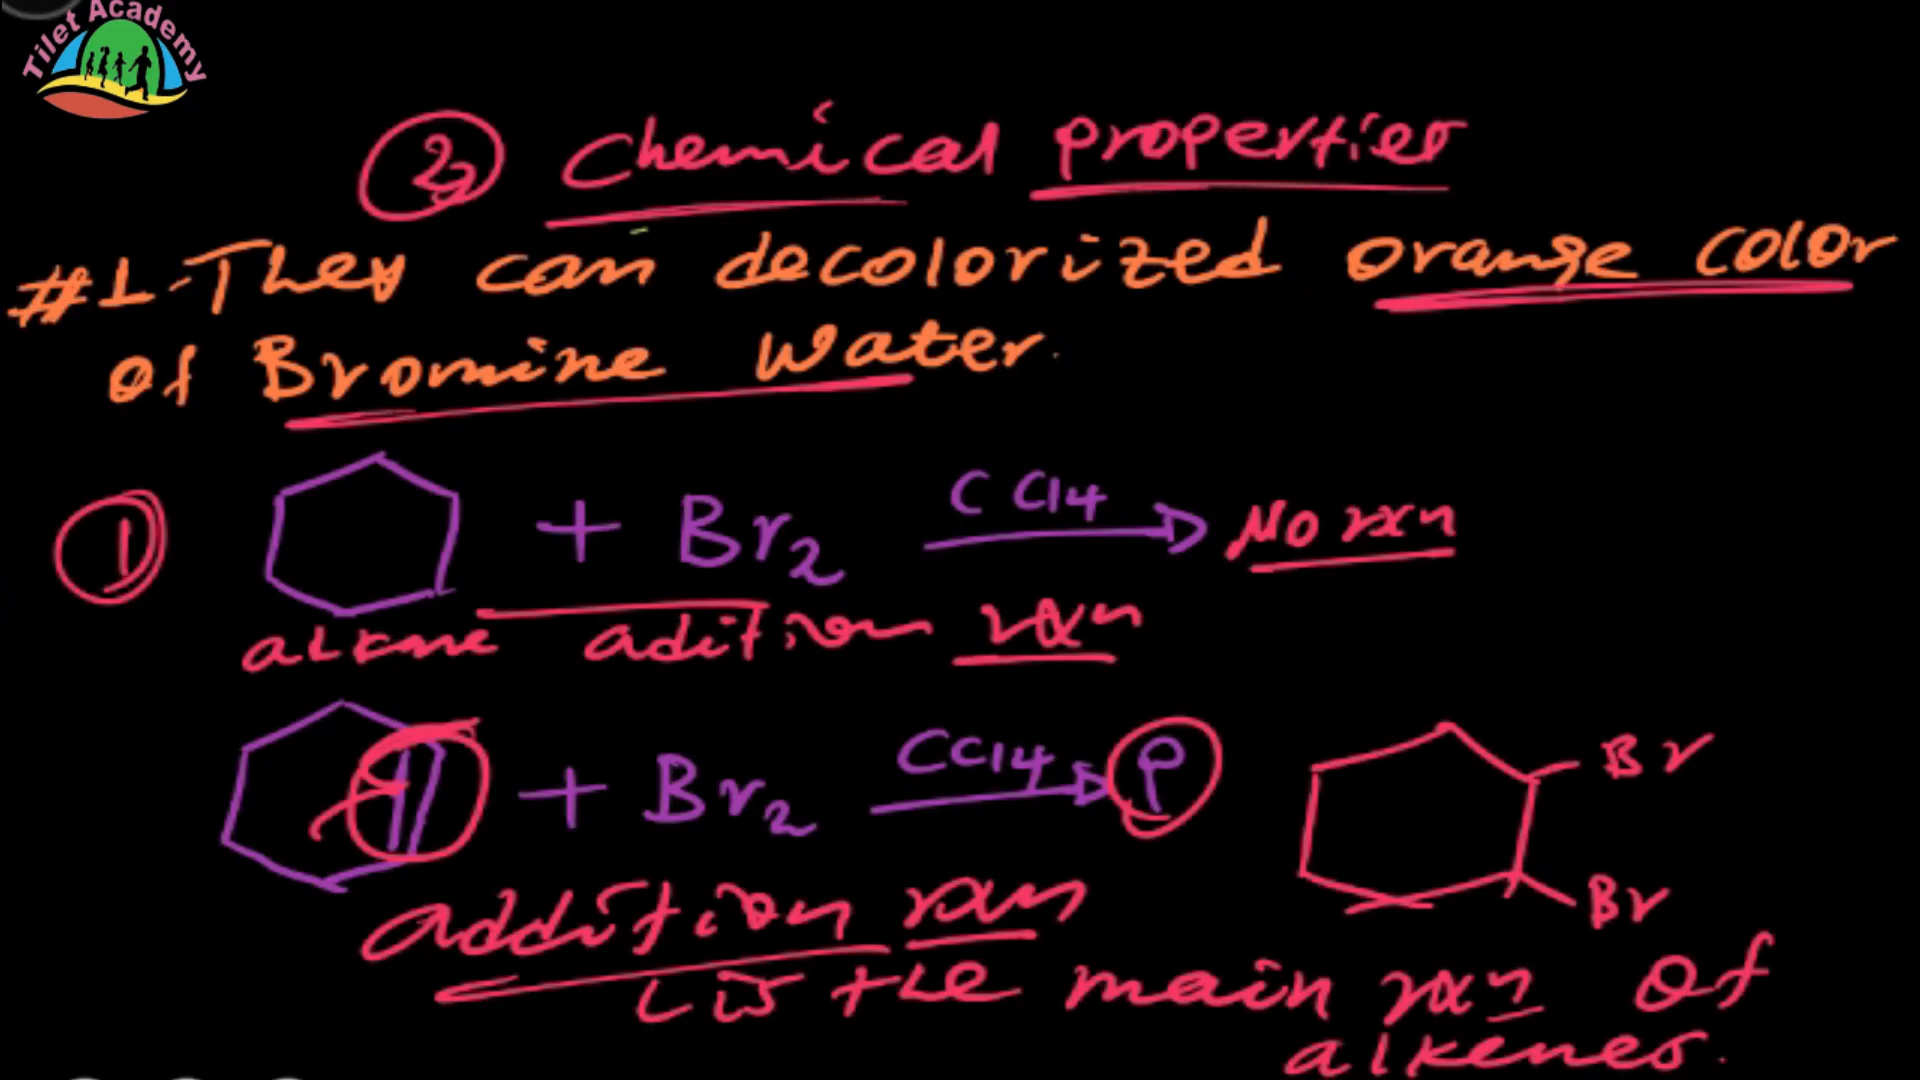 Tilet Academy
2, Chemical properties
#1-They can decolorized orange color
of Bromine Water.
1 + Br2 CCl4 No rxn
alkane adition rxn
+ Br2 CCl4 P Br
Br
addition rxn
is the main rxn of
alkenes.